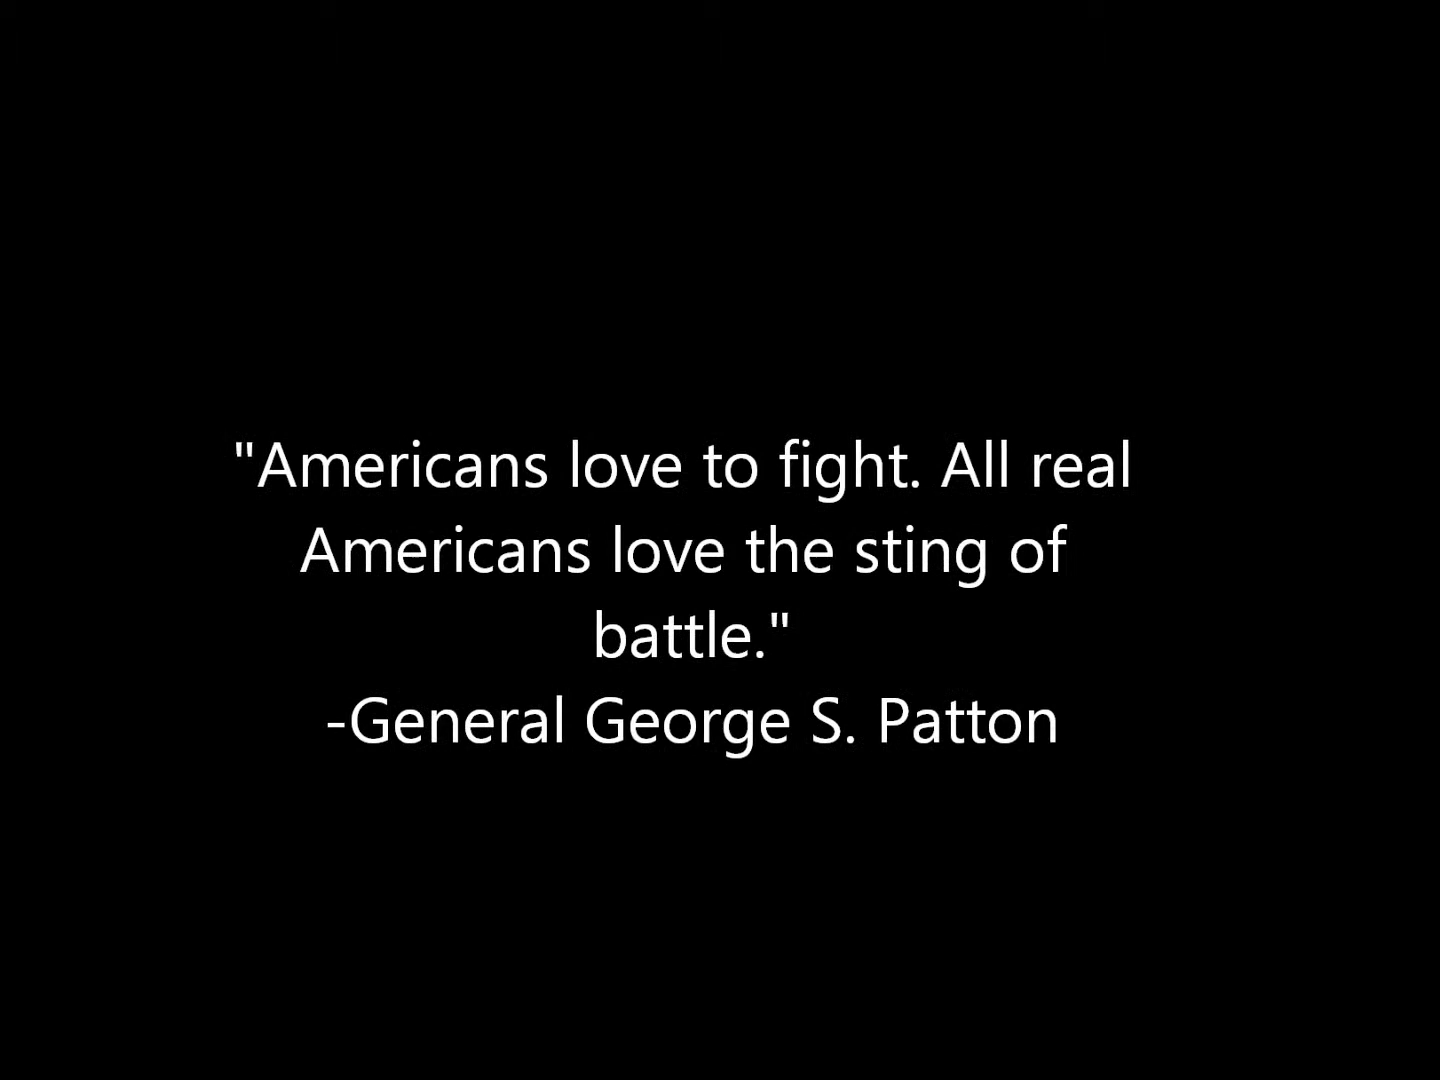 "Americans love to fight. All real
Americans love the sting of
battle."
-General George S. Patton